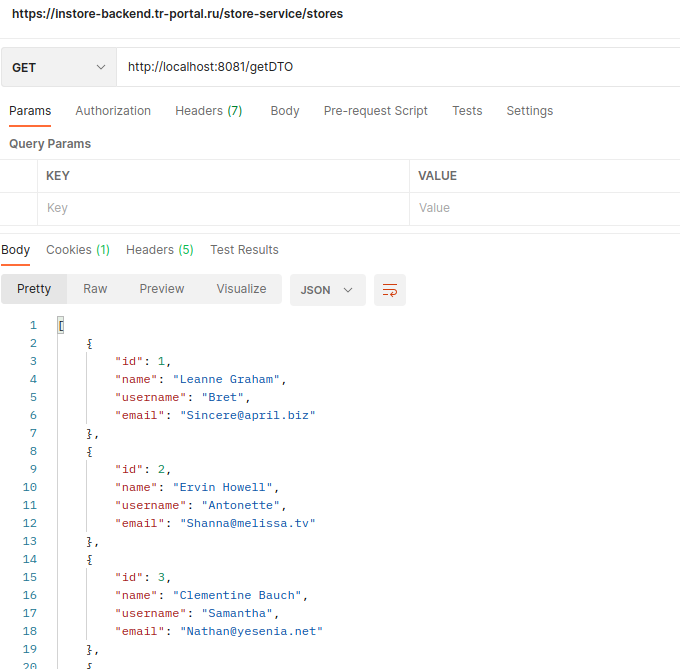 https://instore-backend.tr-portal.ru/store-service/stores
GET http://localhost:8081/getDTO
Params Authorization Headers (7) Body Pre-request Script Tests Settings
Query Params
KEY VALUE
Key Value
Body Cookies (1) Headers (5) Test Results
Pretty Raw Preview Visualize JSON
1 [
2 {
3 "id": 1,
4 "name": "Leanne Graham",
5 "username": "Bret",
6 "email": "Sincere@april.biz"
7 },
8 {
9 "id": 2,
10 "name": "Ervin Howell",
11 "username": "Antonette",
12 "email": "Shanna@melissa.tv"
13 },
14 {
15 "id": 3,
16 "name": "Clementine Bauch",
17 "username": "Samantha",
18 "email": "Nathan@yesenia.net"
19 },
20 {